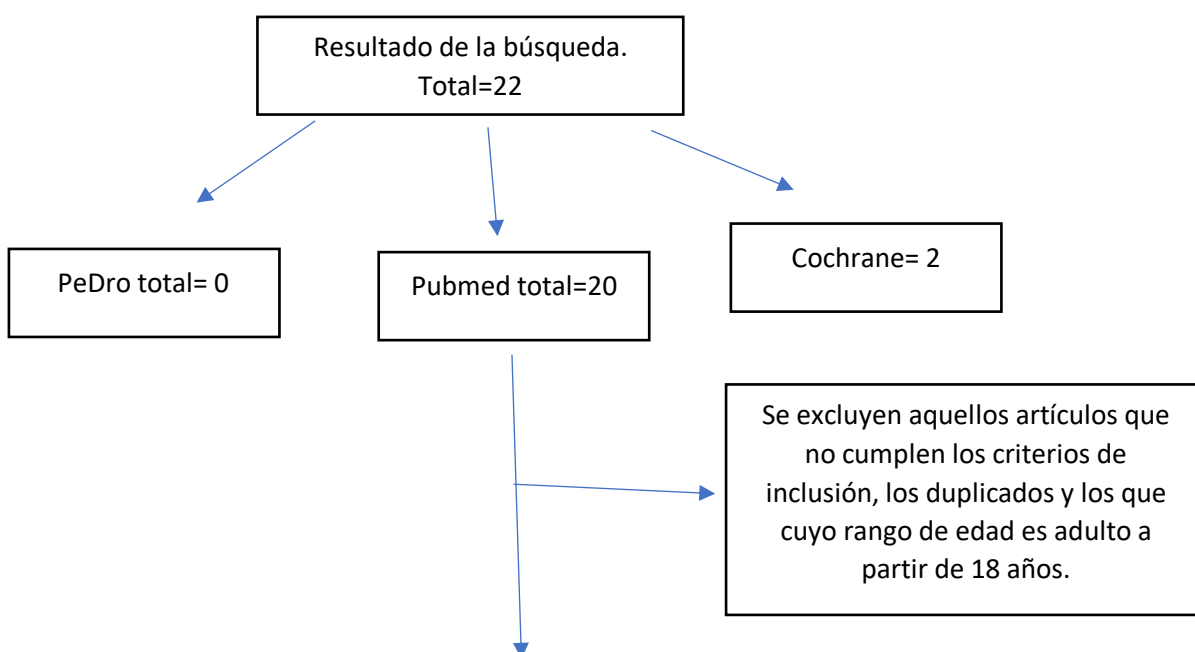 Resultado de la búsqueda.
Total=22
PeDro total= 0
Pubmed total=20
Cochrane= 2
Se excluyen aquellos artículos que
no cumplen los criterios de
inclusión, los duplicados y los que
cuyo rango de edad es adulto a
partir de 18 años.